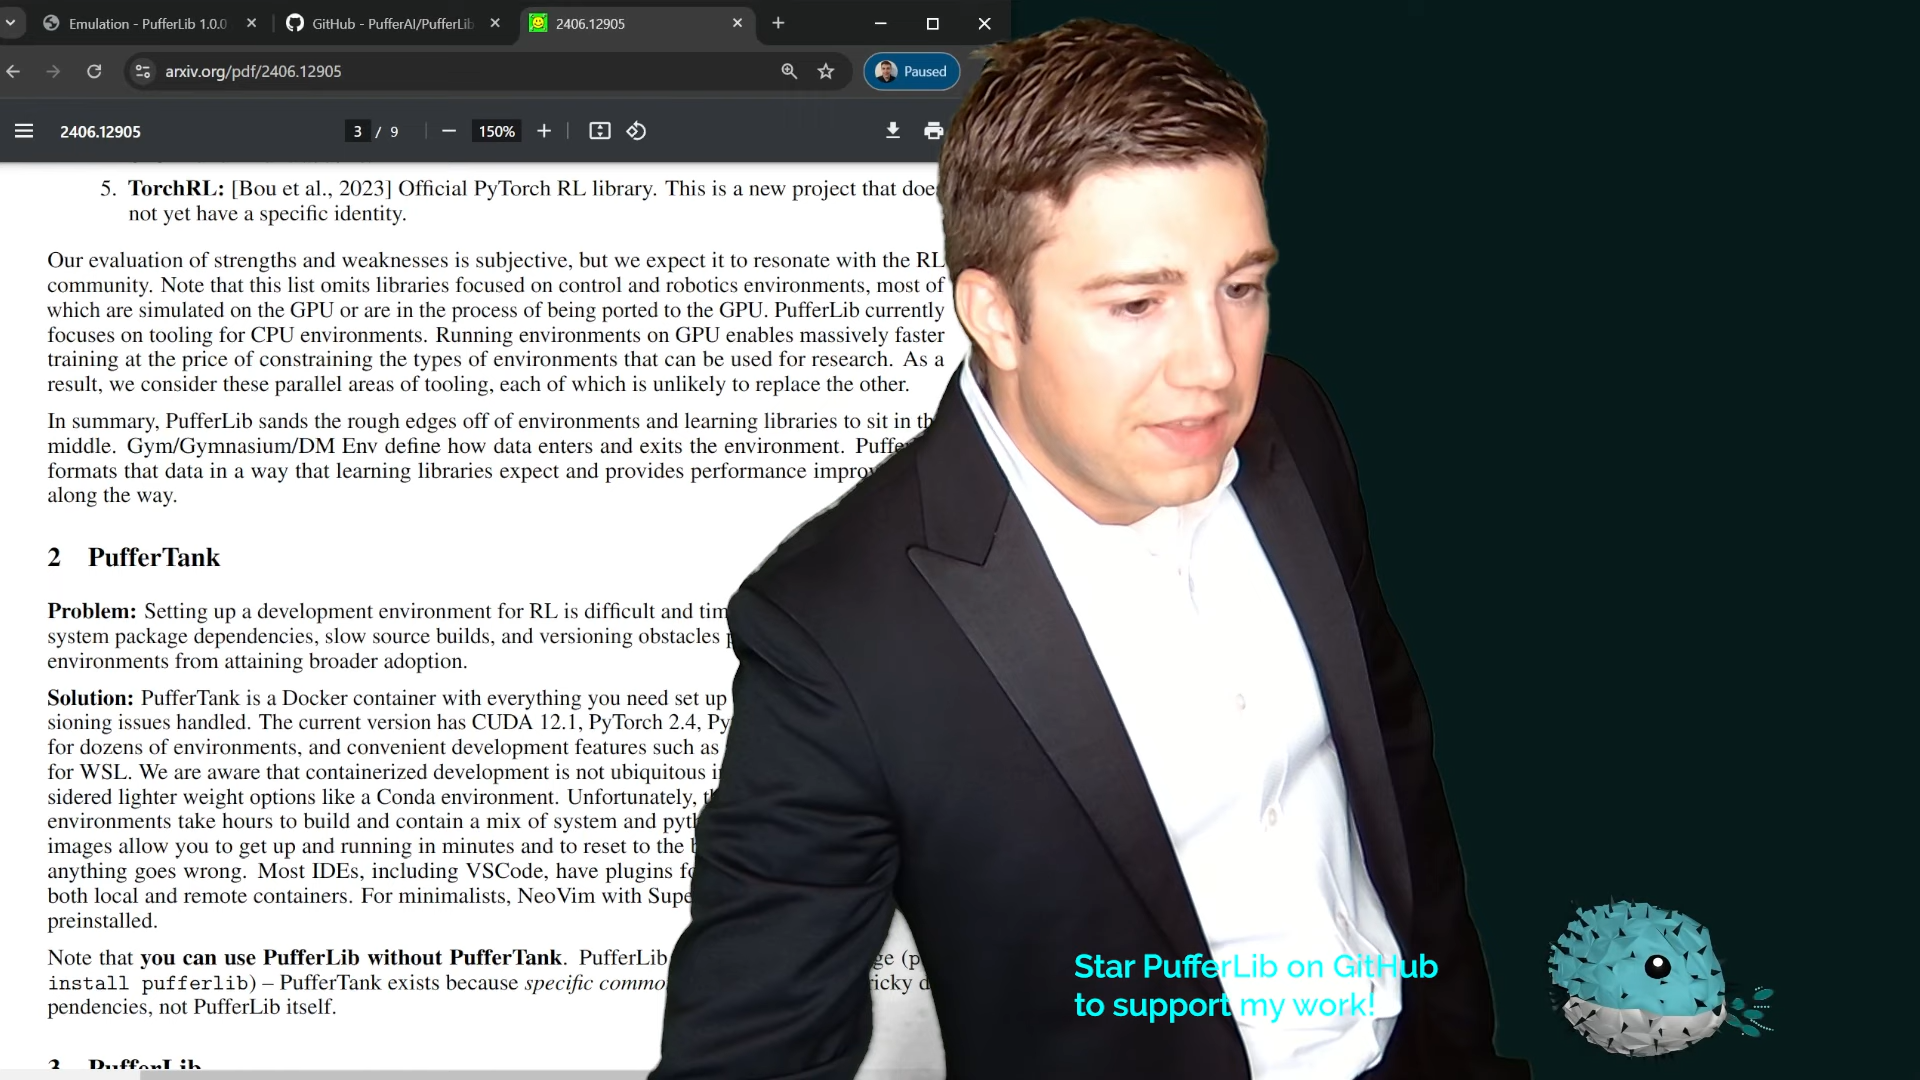 Emulation - PufferLib 1.0.0
GitHub - PufferAI/PufferLib
2406.12905
arxiv.org/pdf/2406.12905
Paused
2406.12905
3 / 9
150%
5. TorchRL: [Bou et al., 2023] Official PyTorch RL library. This is a new project that does
not yet have a specific identity.
Our evaluation of strengths and weaknesses is subjective, but we expect it to resonate with the RL
community. Note that this list omits libraries focused on control and robotics environments, most of
which are simulated on the GPU or are in the process of being ported to the GPU. PufferLib currently
focuses on tooling for CPU environments. Running environments on GPU enables massively faster
training at the price of constraining the types of environments that can be used for research. As a
result, we consider these parallel areas of tooling, each of which is unlikely to replace the other.
In summary, PufferLib sands the rough edges off of environments and learning libraries to sit in th
middle. Gym/Gymnasium/DM Env define how data enters and exits the environment. Puffe
formats that data in a way that learning libraries expect and provides performance improv
along the way.
2 PufferTank
Problem: Setting up a development environment for RL is difficult and tim
system package dependencies, slow source builds, and versioning obstacles p
environments from attaining broader adoption.
Solution: PufferTank is a Docker container with everything you need set up
sioning issues handled. The current version has CUDA 12.1, PyTorch 2.4, Py
for dozens of environments, and convenient development features such as
for WSL. We are aware that containerized development is not ubiquitous i
sidered lighter weight options like a Conda environment. Unfortunately, t
environments take hours to build and contain a mix of system and pyth
images allow you to get up and running in minutes and to reset to the b
anything goes wrong. Most IDEs, including VSCode, have plugins fo
both local and remote containers. For minimalists, NeoVim with Supe
preinstalled.
Note that you can use PufferLib without PufferTank. PufferLib ge (p
install pufferlib) – PufferTank exists because specific commo ricky d
pendencies, not PufferLib itself.
3 PufferLib
Star PufferLib on GitHub
to support my work!